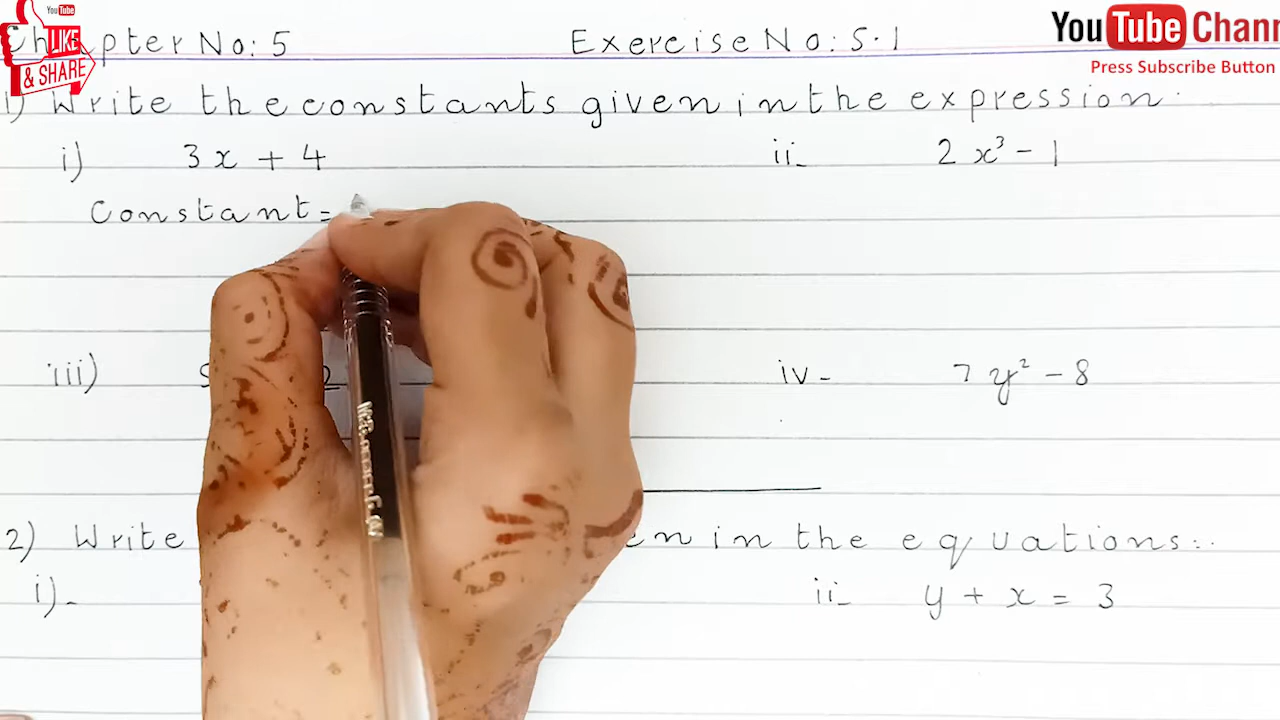 YouTube
LIKE
& SHARE
YouTube Chann
Press Subscribe Button
Chapter No: 5 Exercise No: 5.1
1) Write the constants given in the expression:
i) 3x + 4 ii- 2x³ - 1
Constant =
iii) iv- 7y² - 8
2) Write in the equations:
i)- ii- y + x = 3